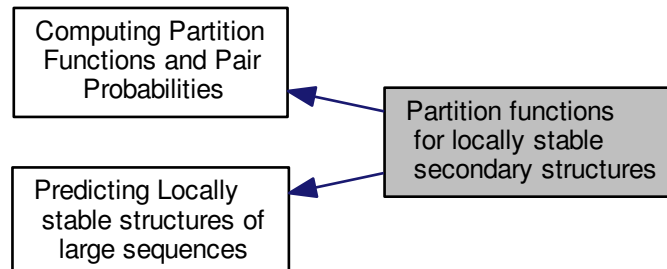 Computing Partition
Functions and Pair
Probabilities
Partition functions
for locally stable
secondary structures
Predicting Locally
stable structures of
large sequences